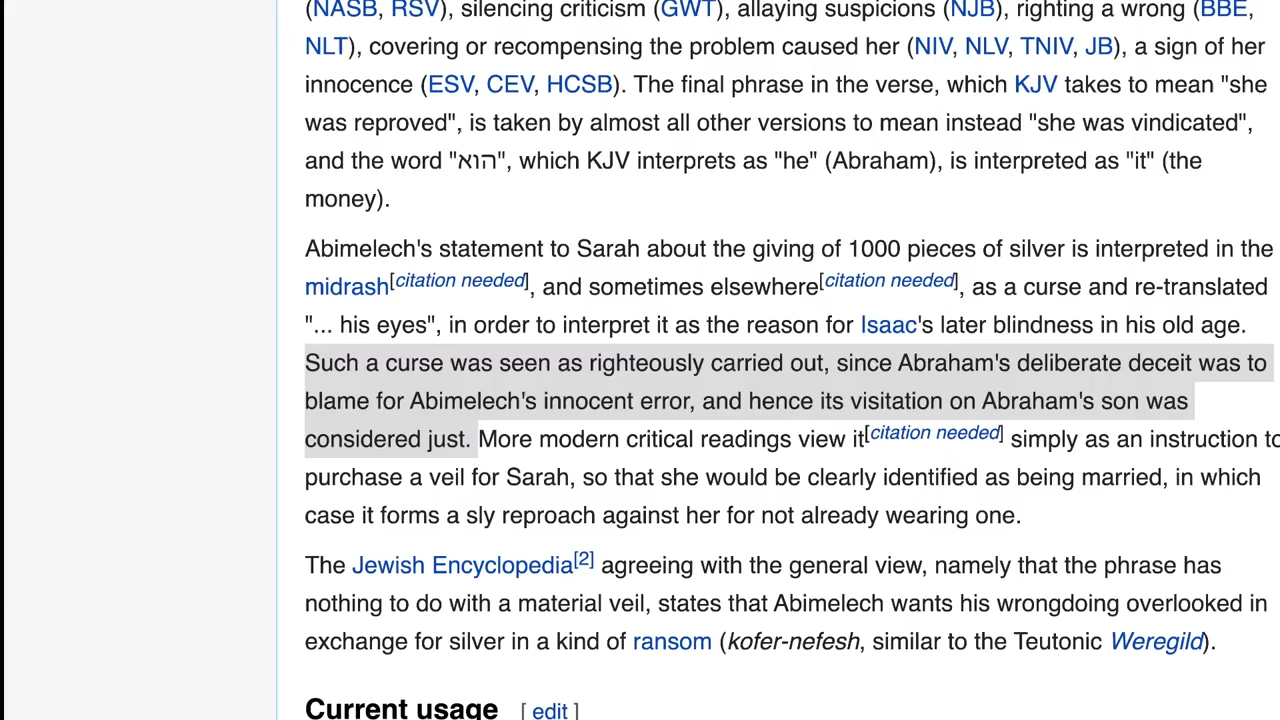 (NASB, RSV), silencing criticism (GWT), allaying suspicions (NJB), righting a wrong (BBE,
NLT), covering or recompensing the problem caused her (NIV, NLV, TNIV, JB), a sign of her
innocence (ESV, CEV, HCSB). The final phrase in the verse, which KJV takes to mean "she
was reproved", is taken by almost all other versions to mean instead "she was vindicated",
and the word "הוא", which KJV interprets as "he" (Abraham), is interpreted as "it" (the
money).
Abimelech's statement to Sarah about the giving of 1000 pieces of silver is interpreted in the
midrash[citation needed], and sometimes elsewhere[citation needed], as a curse and re-translated
"... his eyes", in order to interpret it as the reason for Isaac's later blindness in his old age.
Such a curse was seen as righteously carried out, since Abraham's deliberate deceit was to
blame for Abimelech's innocent error, and hence its visitation on Abraham's son was
considered just. More modern critical readings view it[citation needed] simply as an instruction to
purchase a veil for Sarah, so that she would be clearly identified as being married, in which
case it forms a sly reproach against her for not already wearing one.
The Jewish Encyclopedia[2] agreeing with the general view, namely that the phrase has
nothing to do with a material veil, states that Abimelech wants his wrongdoing overlooked in
exchange for silver in a kind of ransom (kofer-nefesh, similar to the Teutonic Weregild).
Current usage [ edit ]